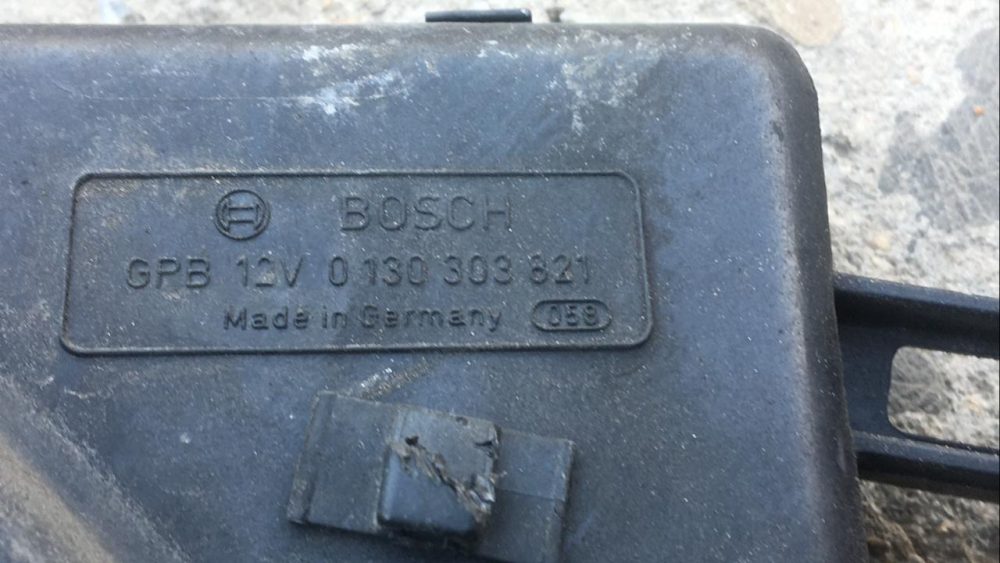 BOSCH
GPB 12V 0 130 303 821
Made in Germany 058